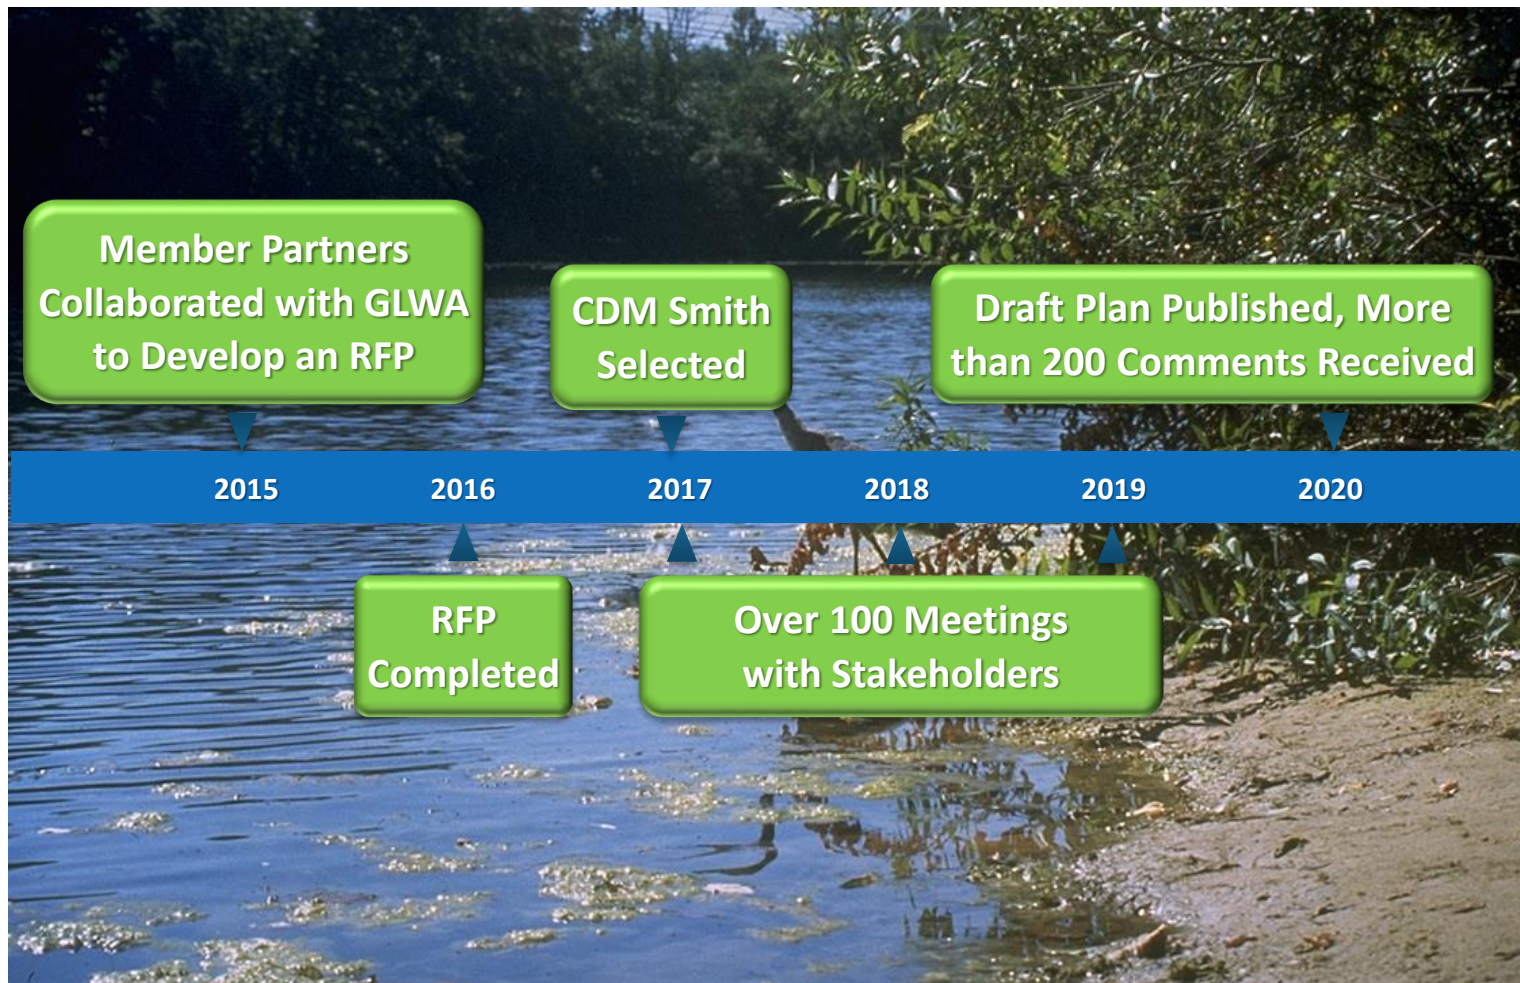 Member Partners
Collaborated with GLWA
to Develop an RFP
CDM Smith
Selected
Draft Plan Published, More
than 200 Comments Received
2015
2016
2017
2018
2019
2020
RFP
Completed
Over 100 Meetings
with Stakeholders